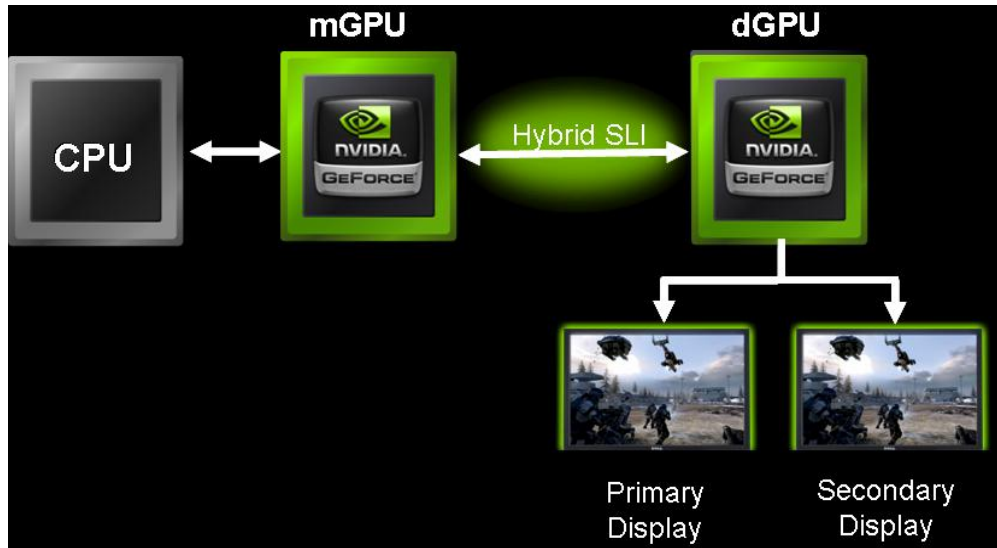 mGPU
dGPU
CPU
NVIDIA.
GEFORCE
Hybrid SLI
NVIDIA.
GEFORCE
Primary
Display
Secondary
Display